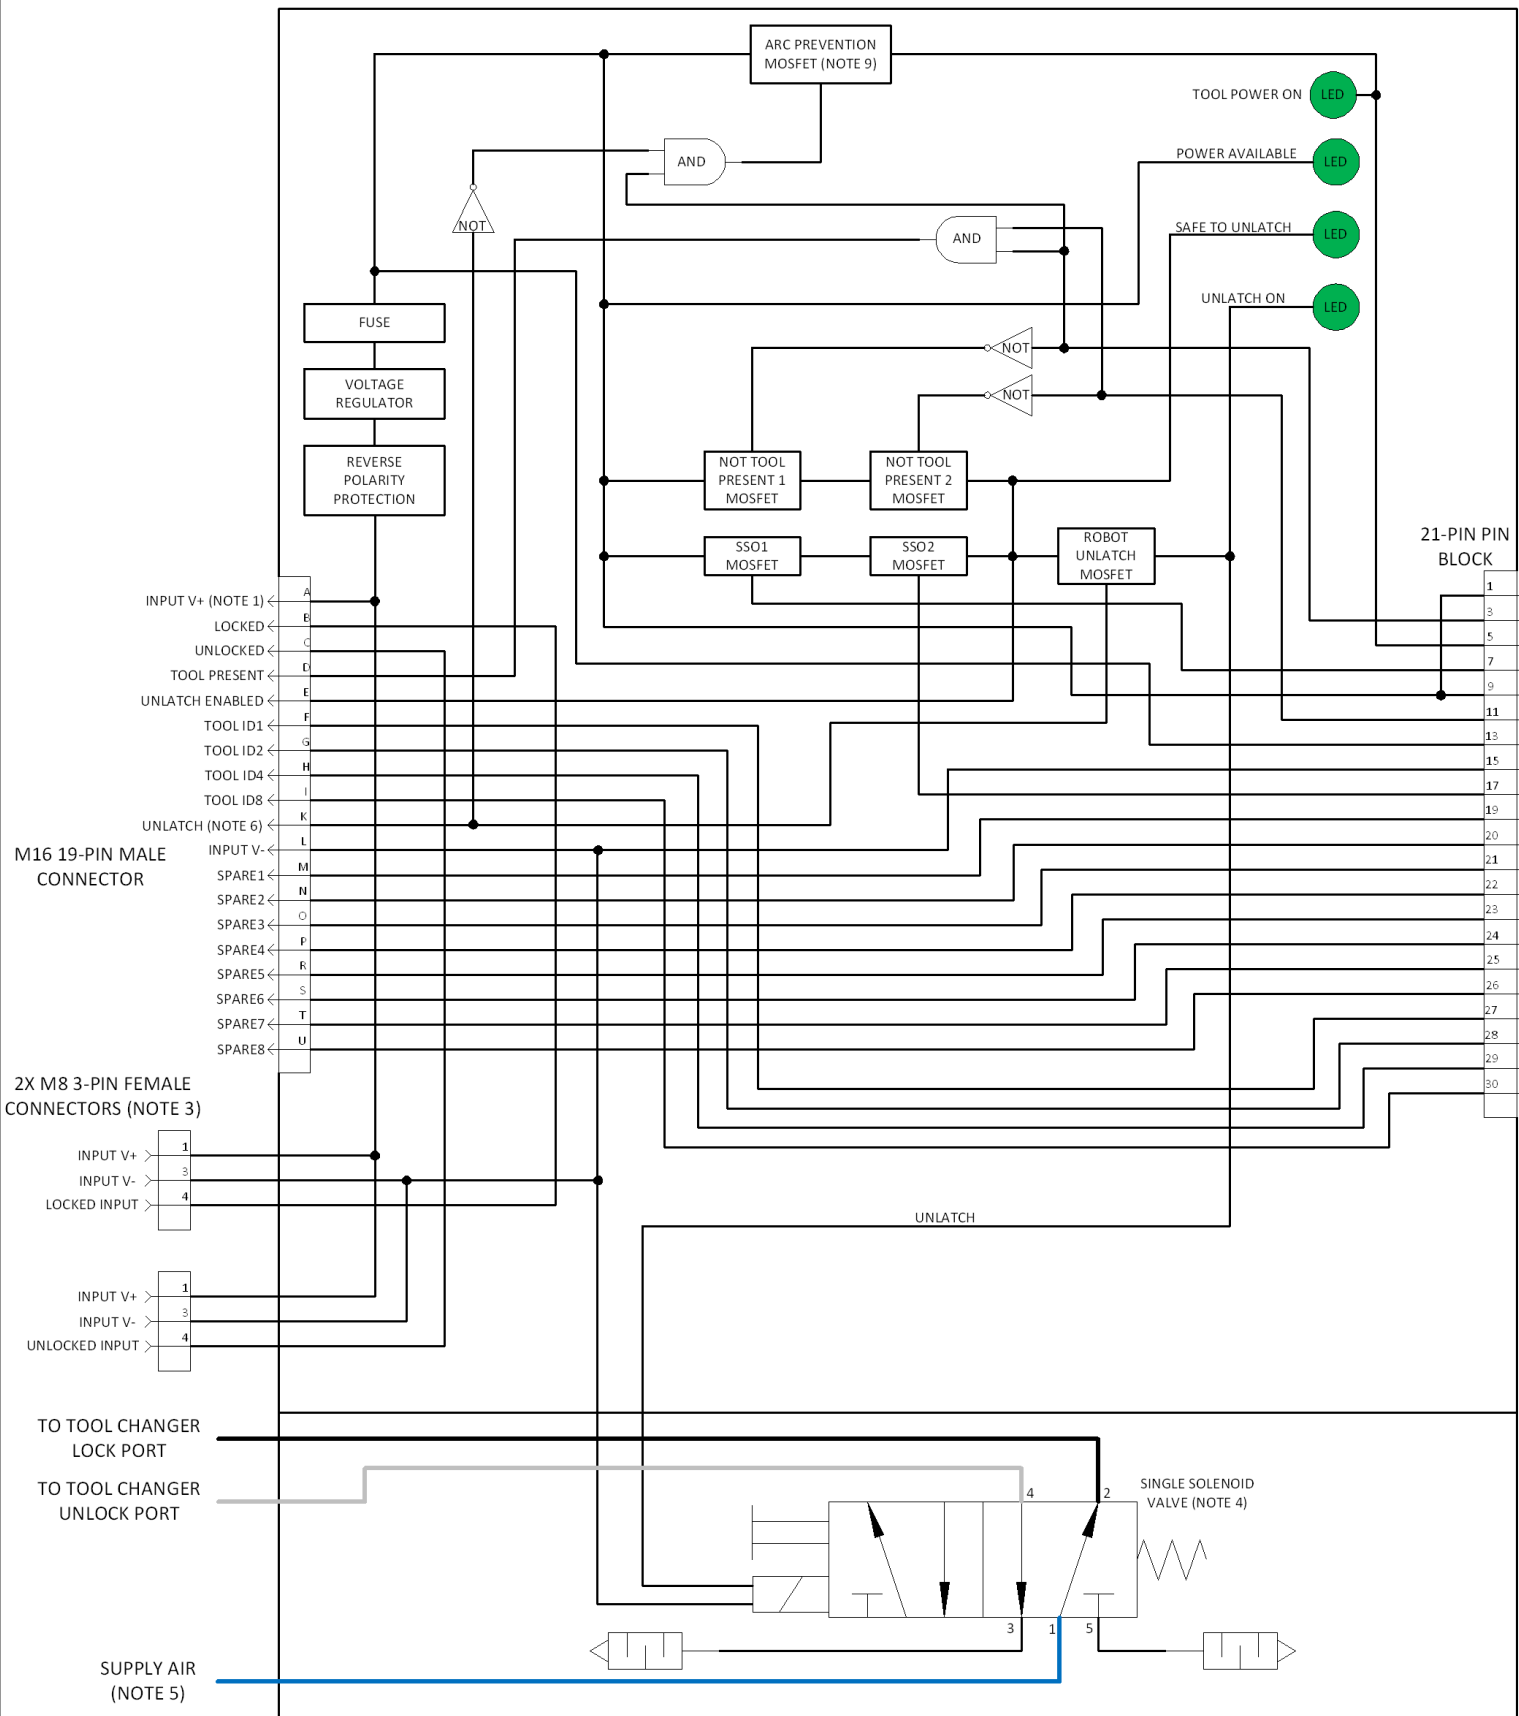 ARC PREVENTION
MOSFET (NOTE 9)
TOOL POWER ON
LED
AND
POWER AVAILABLE
LED
NOT
AND
SAFE TO UNLATCH
LED
UNLATCH ON
LED
FUSE
NOT
VOLTAGE
REGULATOR
NOT
REVERSE
POLARITY
PROTECTION
NOT TOOL
PRESENT 1
MOSFET
NOT TOOL
PRESENT 2
MOSFET
SSO1
MOSFET
SSO2
MOSFET
ROBOT
UNLATCH
MOSFET
21-PIN PIN
BLOCK
1
3
5
7
9
11
13
15
17
19
20
21
22
23
24
25
26
27
28
29
30
INPUT V+ (NOTE 1) A
LOCKED B
UNLOCKED C
TOOL PRESENT D
UNLATCH ENABLED E
TOOL ID1 F
TOOL ID2 G
TOOL ID4 H
TOOL ID8 I
UNLATCH (NOTE 6) K
INPUT V- L
SPARE1 M
SPARE2 N
SPARE3 O
SPARE4 P
SPARE5 R
SPARE6 S
SPARE7 T
SPARE8 U
M16 19-PIN MALE
CONNECTOR
2X M8 3-PIN FEMALE
CONNECTORS (NOTE 3)
INPUT V+ 1
INPUT V- 3
LOCKED INPUT 4
UNLATCH
INPUT V+ 1
INPUT V- 3
UNLOCKED INPUT 4
TO TOOL CHANGER
LOCK PORT
TO TOOL CHANGER
UNLOCK PORT
4
2
SINGLE SOLENOID
VALVE (NOTE 4)
3
1
5
SUPPLY AIR
(NOTE 5)